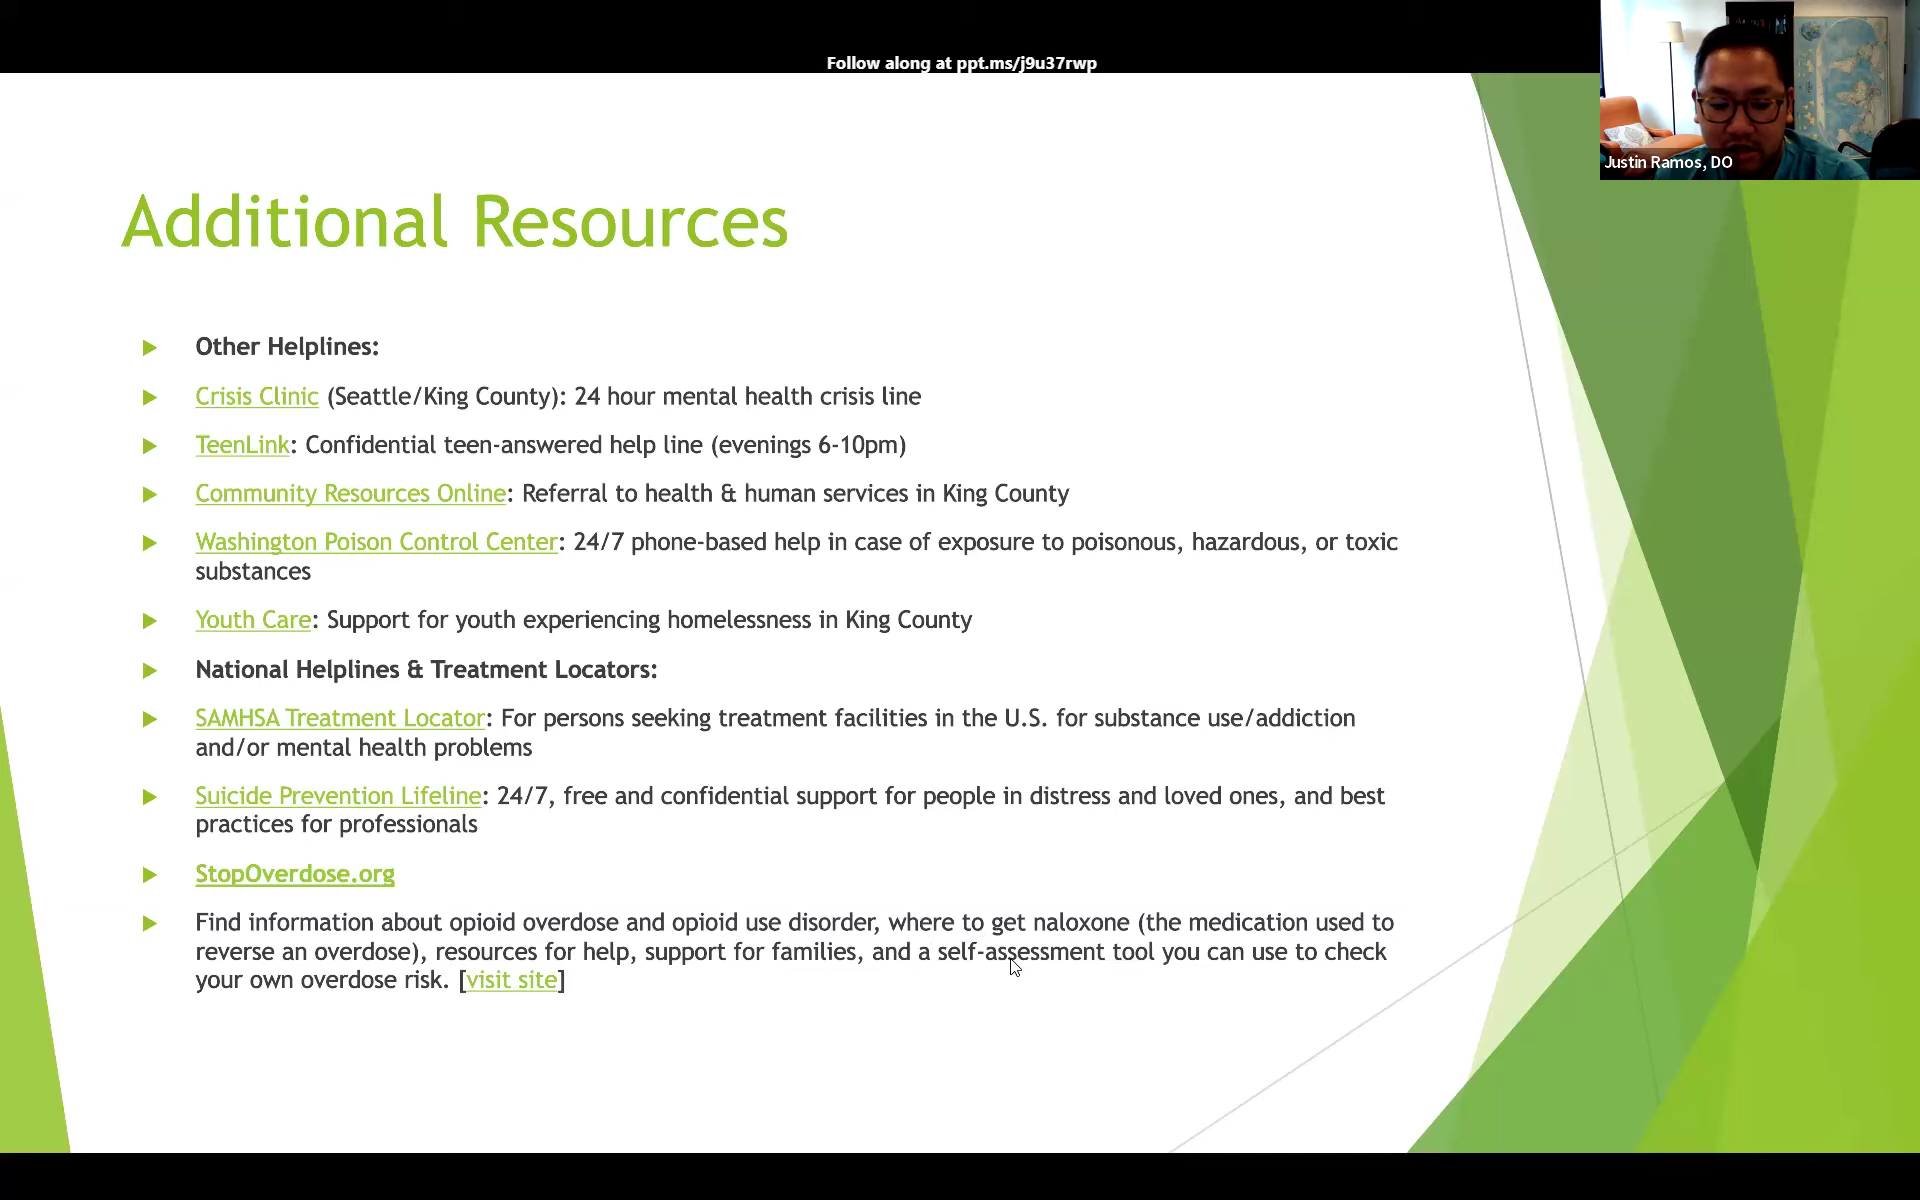 Follow along at ppt.ms/j9u37rwp
Justin Ramos, DO
Additional Resources
Other Helplines:
Crisis Clinic (Seattle/King County): 24 hour mental health crisis line
TeenLink: Confidential teen-answered help line (evenings 6-10pm)
Community Resources Online: Referral to health & human services in King County
Washington Poison Control Center: 24/7 phone-based help in case of exposure to poisonous, hazardous, or toxic
substances
Youth Care: Support for youth experiencing homelessness in King County
National Helplines & Treatment Locators:
SAMHSA Treatment Locator: For persons seeking treatment facilities in the U.S. for substance use/addiction
and/or mental health problems
Suicide Prevention Lifeline: 24/7, free and confidential support for people in distress and loved ones, and best
practices for professionals
StopOverdose.org
Find information about opioid overdose and opioid use disorder, where to get naloxone (the medication used to
reverse an overdose), resources for help, support for families, and a self-assessment tool you can use to check
your own overdose risk. [visit site]